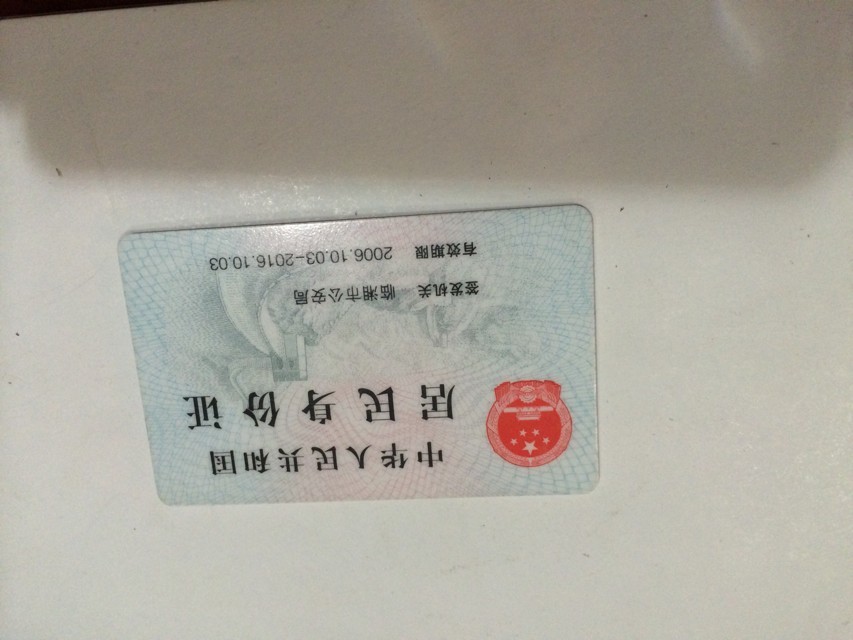 中华人民共和国
居民身份证
签发机关 临湘市公安局
有效期限 2006.10.03-2016.10.03